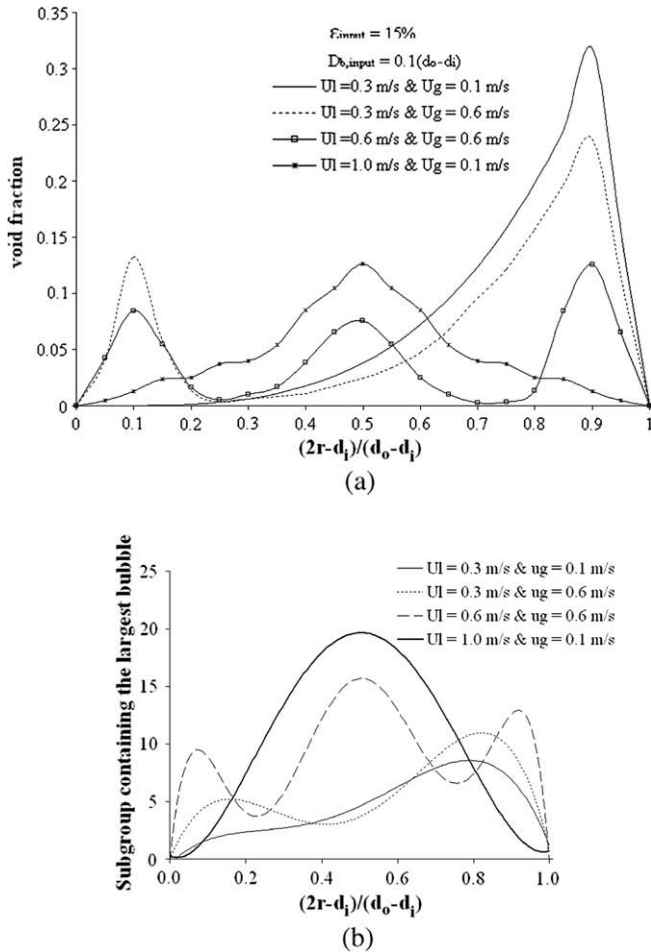 0.35
0.3
0.25
0.2
0.15
0.1
0.05
0
void fraction
εinput = 15%
Db,input = 0.1(do-di)
Ul =0.3 m/s & Ug = 0.1 m/s
Ul =0.3 m/s & Ug = 0.6 m/s
Ul =0.6 m/s & Ug = 0.6 m/s
Ul =1.0 m/s & Ug = 0.1 m/s
0 0.1 0.2 0.3 0.4 0.5 0.6 0.7 0.8 0.9 1
(2r-di)/(do-di)
(a)
Subgroup containing the largest bubble
25
20
15
10
5
0
Ul = 0.3 m/s & ug = 0.1 m/s
Ul = 0.3 m/s & ug = 0.6 m/s
Ul = 0.6 m/s & ug = 0.6 m/s
Ul = 1.0 m/s & ug = 0.1 m/s
0.0 0.2 0.4 0.6 0.8 1.0
(2r-di)/(do-di)
(b)